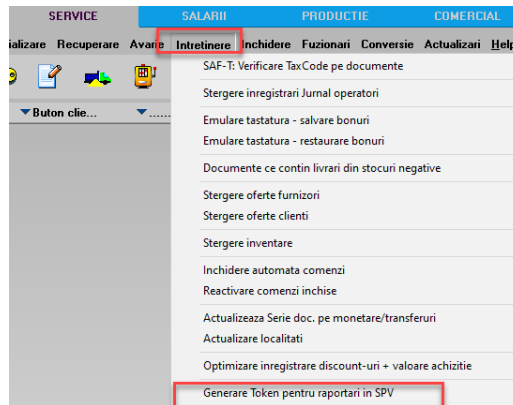 SERVICE SALARII PRODUCTIE COMERCIAL
ializare Recuperare Avarie Intretinere Inchidere Fuzionari Conversie Actualizari Help
SAF-T: Verificare TaxCode pe documente
Stergere inregistrari Jurnal operatori
Buton clie... ......
Emulare tastatura - salvare bonuri
Emulare tastatura - restaurare bonuri
Documente ce contin livrari din stocuri negative
Stergere oferte furnizori
Stergere oferte clienti
Stergere inventare
Inchidere automata comenzi
Reactivare comenzi inchise
Actualizeaza Serie doc. pe monetare/transferuri
Actualizare localitati
Optimizare inregistrare discount-uri + valoare achizitie
Generare Token pentru raportari in SPV